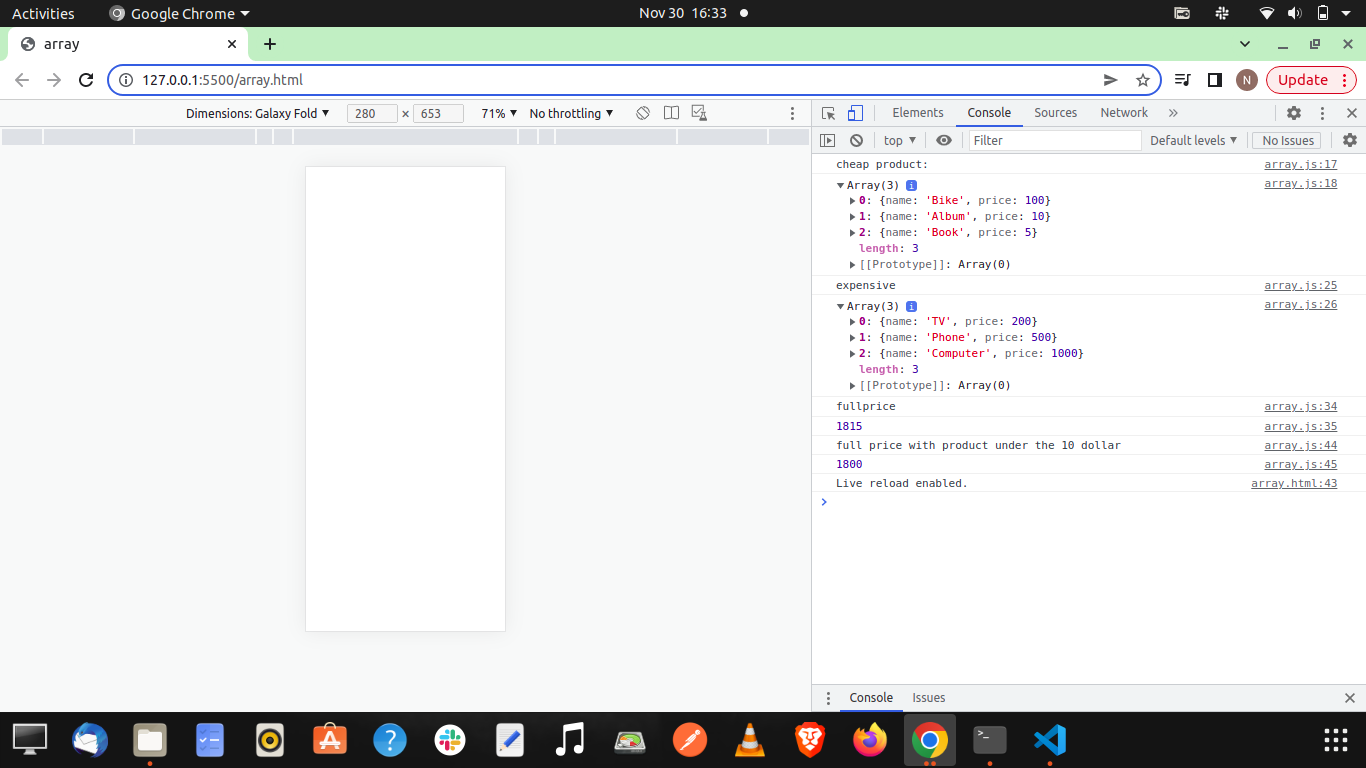 Activities
Google Chrome
Nov 30 16:33
array
127.0.0.1:5500/array.html
N
Update
Dimensions: Galaxy Fold
280 × 653
71%
No throttling
Elements
Console
Sources
Network
top
Filter
Default levels
No Issues
cheap product: array.js:17
Array(3) i array.js:18
0: {name: 'Bike', price: 100}
1: {name: 'Album', price: 10}
2: {name: 'Book', price: 5}
length: 3
[[Prototype]]: Array(0)
expensive array.js:25
Array(3) i array.js:26
0: {name: 'TV', price: 200}
1: {name: 'Phone', price: 500}
2: {name: 'Computer', price: 1000}
length: 3
[[Prototype]]: Array(0)
fullprice array.js:34
1815 array.js:35
full price with product under the 10 dollar array.js:44
1800 array.js:45
Live reload enabled. array.html:43
Console
Issues